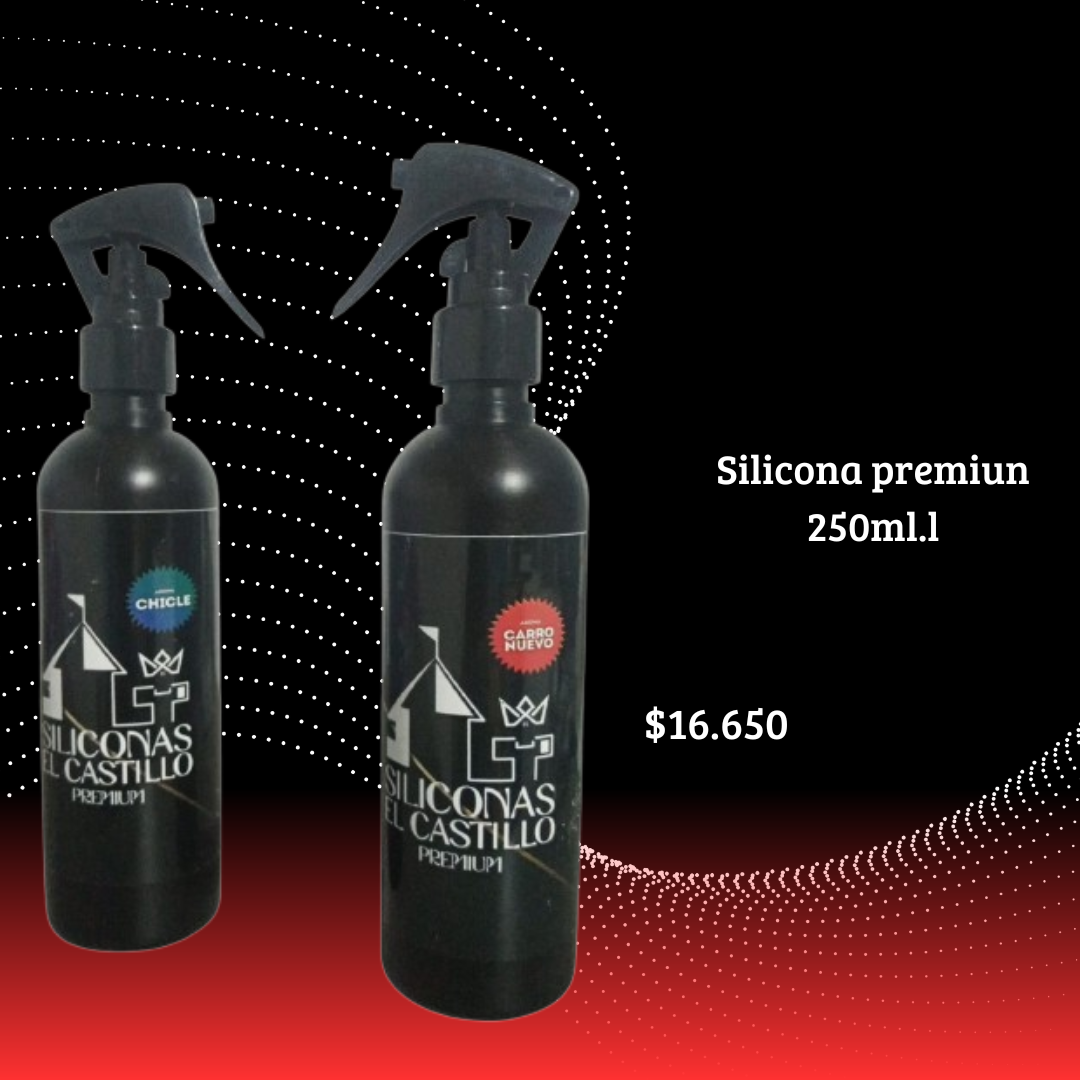 CHICLE
SILICONAS
EL CASTILLO
PREMIUM
CARRO
NUEVO
SILICONAS
EL CASTILLO
PREMIUM
Silicona premiun
250ml.l
$16.650